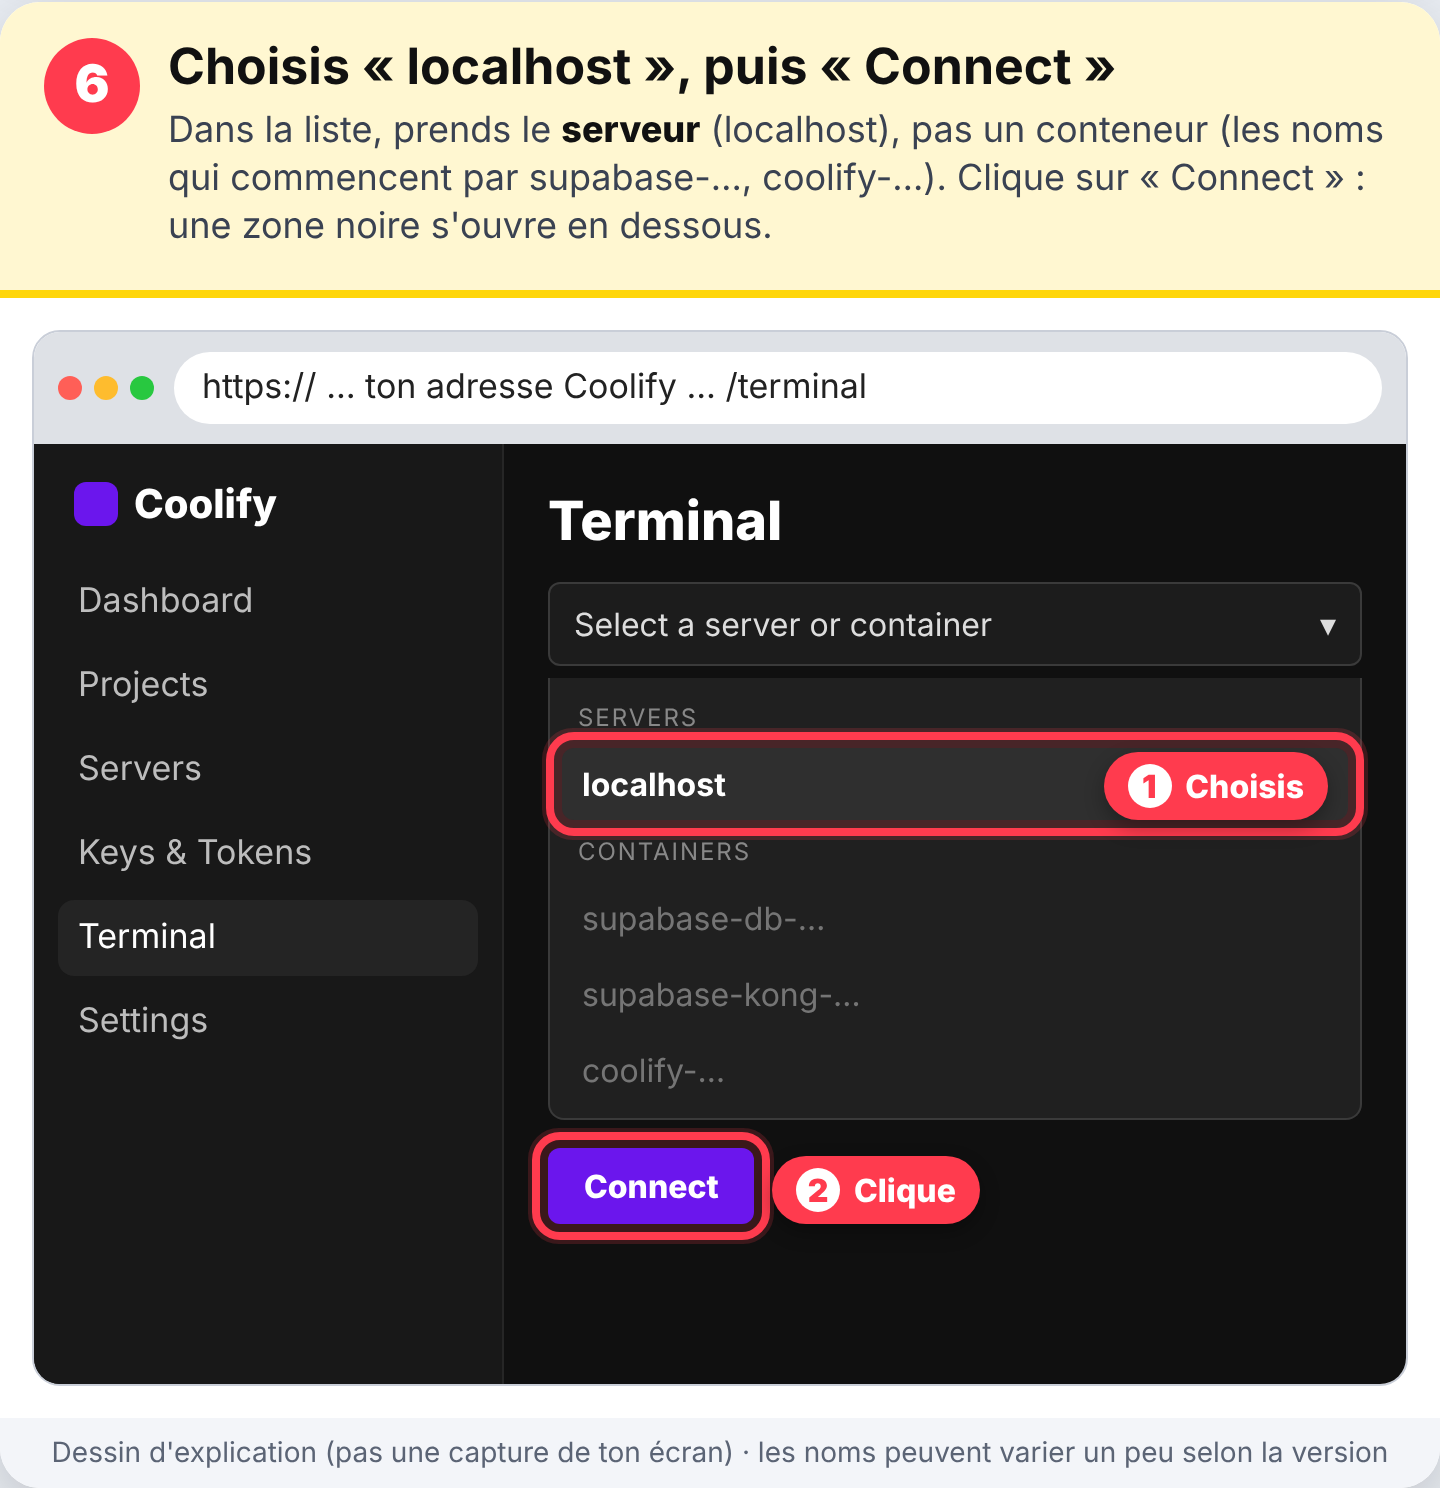 6
Choisis « localhost », puis « Connect »
Dans la liste, prends le serveur (localhost), pas un conteneur (les noms
qui commencent par supabase-..., coolify-...). Clique sur « Connect » :
une zone noire s'ouvre en dessous.
https:// ... ton adresse Coolify ... /terminal
Coolify
Dashboard
Projects
Servers
Keys & Tokens
Terminal
Settings
Terminal
Select a server or container ▼
SERVERS
localhost
1 Choisis
CONTAINERS
supabase-db-...
supabase-kong-...
coolify-...
Connect
2 Clique
Dessin d'explication (pas une capture de ton écran) · les noms peuvent varier un peu selon la version